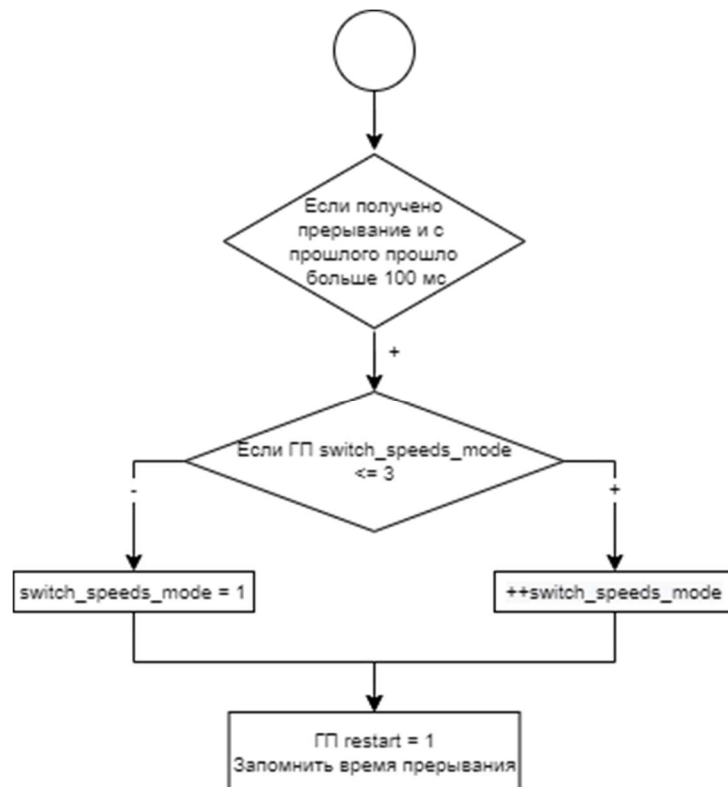 Если получено
прерывание и с
прошлого прошло
больше 100 мс
+
Если ГП switch_speeds_mode
<= 3
-
+
switch_speeds_mode = 1
++switch_speeds_mode
ГП restart = 1
Запомнить время прерывания